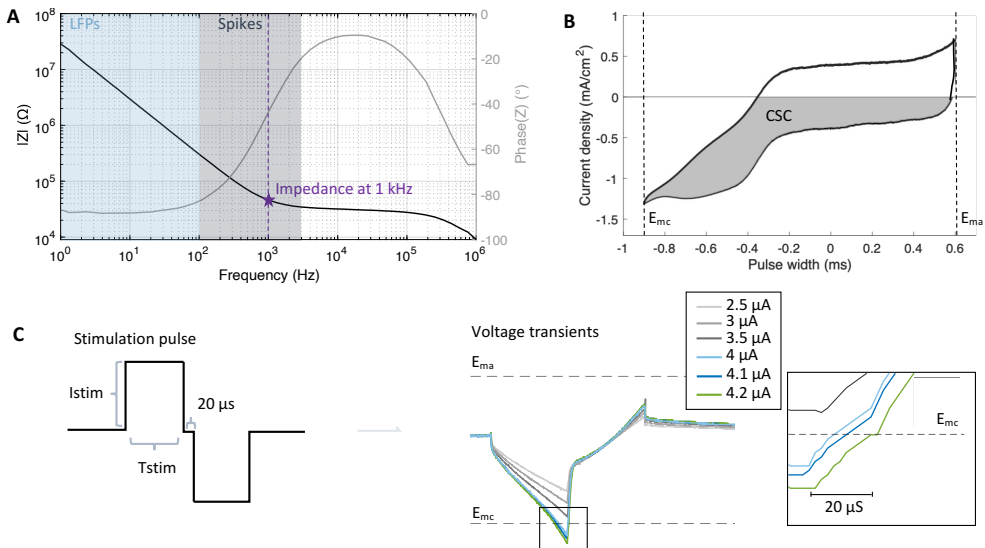 A
LFPs
Spikes
10⁸
10⁷
10⁶
10⁵
10⁴
|Z| (Ω)
0
-20
-40
-60
-80
-100
Phase(Z) (°)
Impedance at 1 kHz
10⁰
10¹
10²
10³
10⁴
10⁵
10⁶
Frequency (Hz)
B
0.5
0
-0.5
-1
-1.5
Current density (mA/cm²)
CSC
Emc
Ema
-1
-0.8
-0.6
-0.4
-0.2
0
0.2
0.4
0.6
Pulse width (ms)
C
Stimulation pulse
Istim
20 µs
Tstim
Voltage transients
Ema
Emc
2.5 µA
3 µA
3.5 µA
4 µA
4.1 µA
4.2 µA
Emc
20 µS